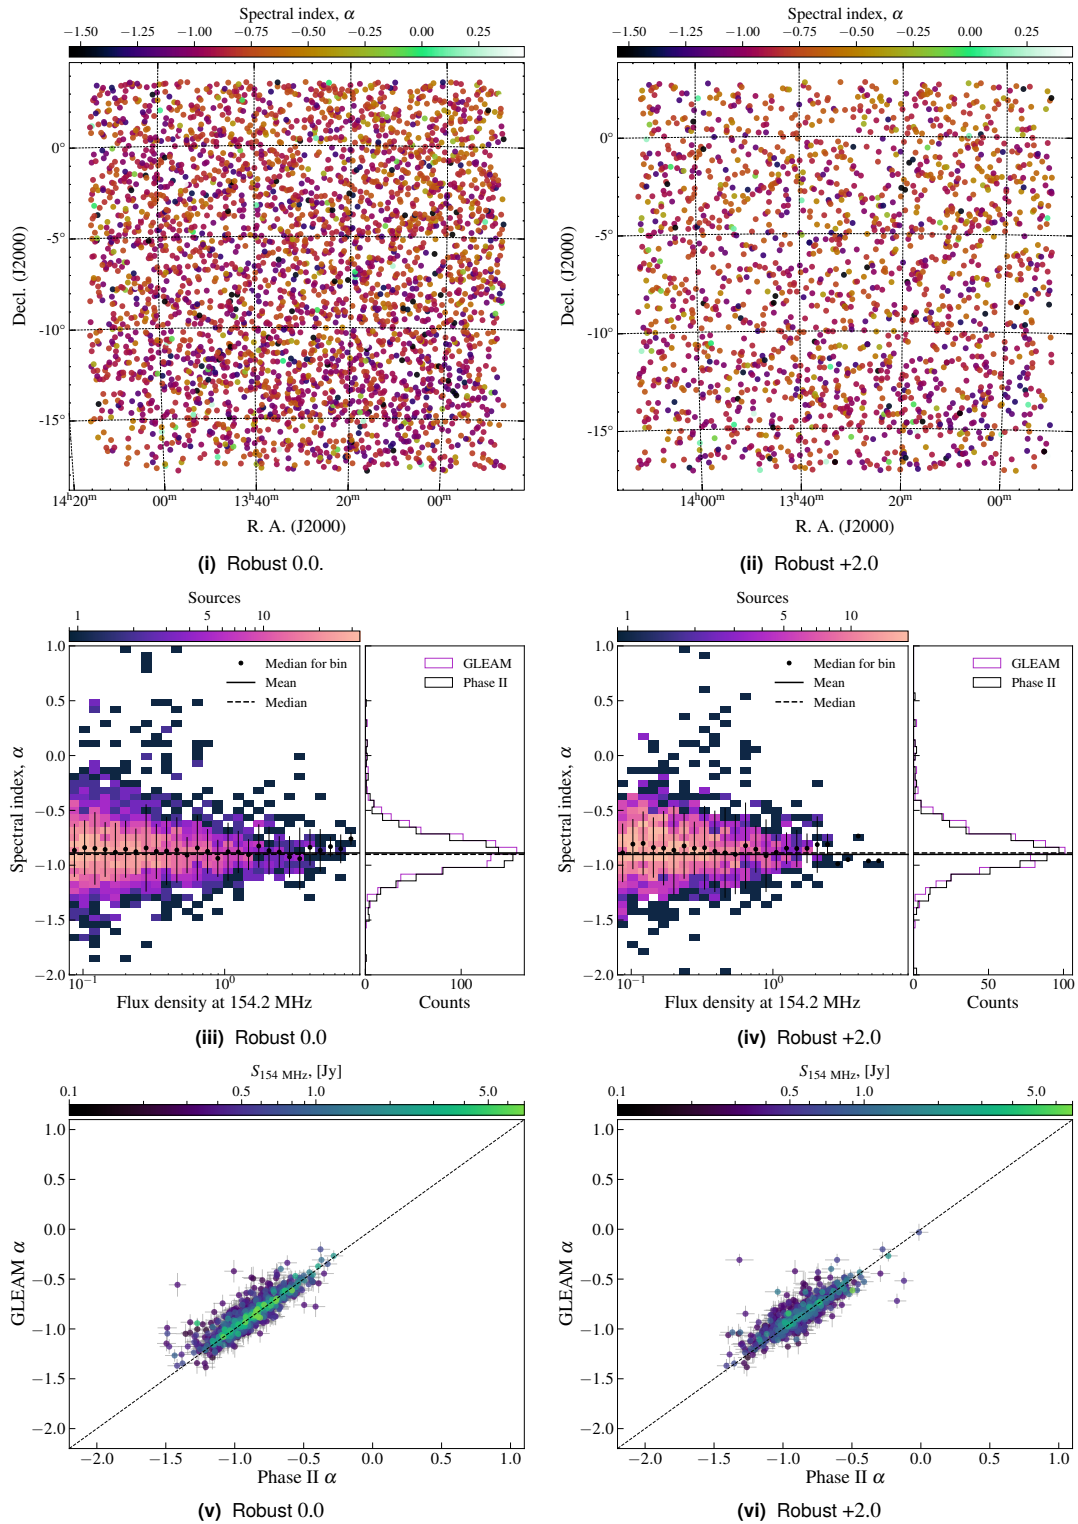 Spectral index, α
−1.50 −1.25 −1.00 −0.75 −0.50 −0.25 0.00 0.25
0°
-5°
-10°
-15°
Decl. (J2000)
14ʰ20ᵐ 00ᵐ 13ʰ40ᵐ 20ᵐ 00ᵐ
R. A. (J2000)
(i) Robust 0.0.
Spectral index, α
−1.50 −1.25 −1.00 −0.75 −0.50 −0.25 0.00 0.25
0°
-5°
-10°
-15°
Decl. (J2000)
14ʰ00ᵐ 13ʰ40ᵐ 20ᵐ 00ᵐ
R. A. (J2000)
(ii) Robust +2.0
Sources
1 5 10
Median for bin
Mean
Median
GLEAM
Phase II
1.0
0.5
0.0
−0.5
−1.0
−1.5
−2.0
Spectral index, α
10⁻¹ 10⁰
Flux density at 154.2 MHz
100
Counts
(iii) Robust 0.0
Sources
1 5 10
Median for bin
Mean
Median
GLEAM
Phase II
1.0
0.5
0.0
−0.5
−1.0
−1.5
−2.0
Spectral index, α
10⁻¹ 10⁰
Flux density at 154.2 MHz
0 50 100
Counts
(iv) Robust +2.0
S₁₅₄ MHz, [Jy]
0.1 0.5 1.0 5.0
1.0
0.5
0.0
−0.5
−1.0
−1.5
−2.0
GLEAM α
−2.0 −1.5 −1.0 −0.5 0.0 0.5 1.0
Phase II α
(v) Robust 0.0
S₁₅₄ MHz, [Jy]
0.1 0.5 1.0 5.0
1.0
0.5
0.0
−0.5
−1.0
−1.5
−2.0
GLEAM α
−2.0 −1.5 −1.0 −0.5 0.0 0.5 1.0
Phase II α
(vi) Robust +2.0